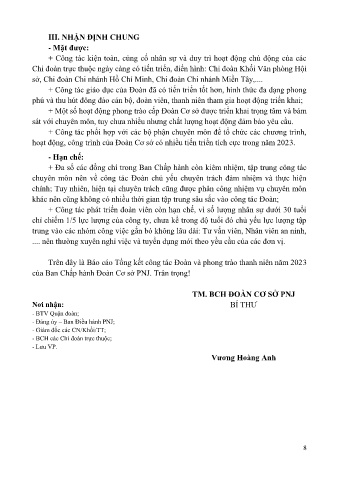 III. NHẬN ĐỊNH CHUNG
- Mặt được:
+ Công tác kiện toàn, củng cố nhân sự và duy trì hoạt động chủ động của các
Chi đoàn trực thuộc ngày càng có tiến triển, điển hình: Chi đoàn Khối Văn phòng Hội
sở, Chi đoàn Chi nhánh Hồ Chí Minh, Chi đoàn Chi nhánh Miền Tây,....
+ Công tác giáo dục của Đoàn đã có tiến triển tốt hơn, hình thức đa dạng phong
phú và thu hút đông đảo cán bộ, đoàn viên, thanh niên tham gia hoạt động triển khai;
+ Một số hoạt động phong trào cấp Đoàn Cơ sở được triển khai trọng tâm và bám
sát với chuyên môn, tuy chưa nhiều nhưng chất lượng hoạt động đảm bảo yêu cầu.
+ Công tác phối hợp với các bộ phận chuyên môn để tổ chức các chương trình,
hoạt động, công trình của Đoàn Cơ sở có nhiều tiến triển tích cực trong năm 2023.
- Hạn chế:
+ Đa số các đồng chí trong Ban Chấp hành còn kiêm nhiệm, tập trung công tác
chuyên môn nên về công tác Đoàn chủ yếu chuyên trách đảm nhiệm và thực hiện
chính; Tuy nhiên, hiện tại chuyên trách cũng được phân công nhiệm vụ chuyên môn
khác nên cũng không có nhiều thời gian tập trung sâu sắc vào công tác Đoàn;
+ Công tác phát triển đoàn viên còn hạn chế, vì số lượng nhân sự dưới 30 tuổi
chỉ chiếm 1/5 lực lượng của công ty, chưa kể trong độ tuổi đó chủ yếu lực lượng tập
trung vào các nhóm công việc gắn bó không lâu dài: Tư vấn viên, Nhân viên an ninh,
.... nên thường xuyên nghỉ việc và tuyển dụng mới theo yêu cầu của các đơn vị.
Trên đây là Báo cáo Tổng kết công tác Đoàn và phong trào thanh niên năm 2023
của Ban Chấp hành Đoàn Cơ sở PNJ. Trân trọng!
TM. BCH ĐOÀN CƠ SỞ PNJ
Nơi nhận:
BÍ THƯ
- BTV Quận đoàn;
- Đảng ủy – Ban Điều hành PNJ;
- Giám đốc các CN/Khối/TT;
- BCH các Chi đoàn trực thuộc;
- Lưu VP.
Vương Hoàng Anh
8